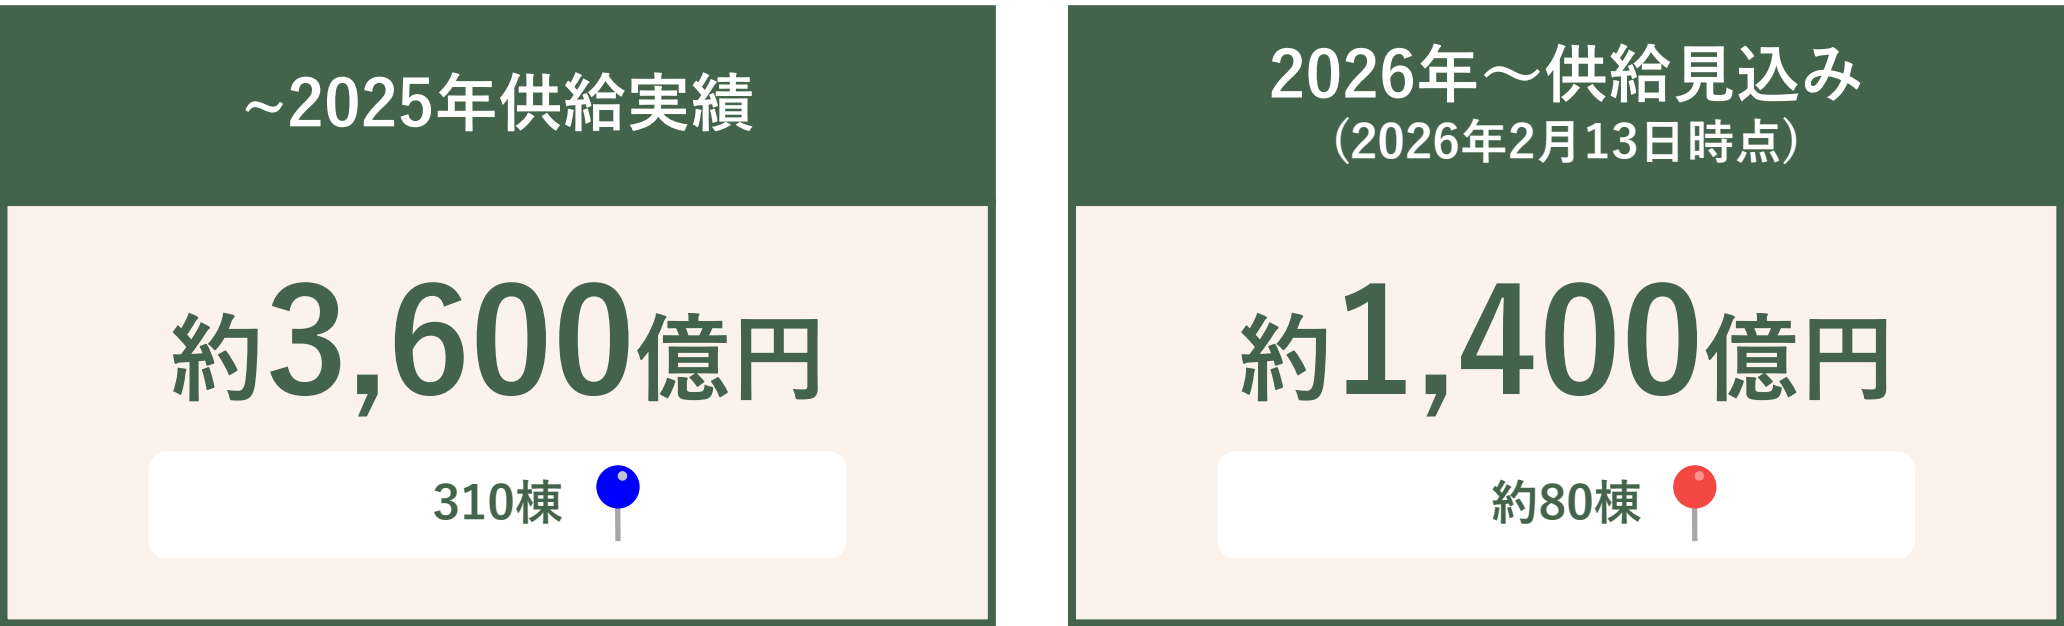 ~2025年供給実績
約3,600億円
310棟
2026年～供給見込み
（2026年2月13日時点）
約1,400億円
約80棟